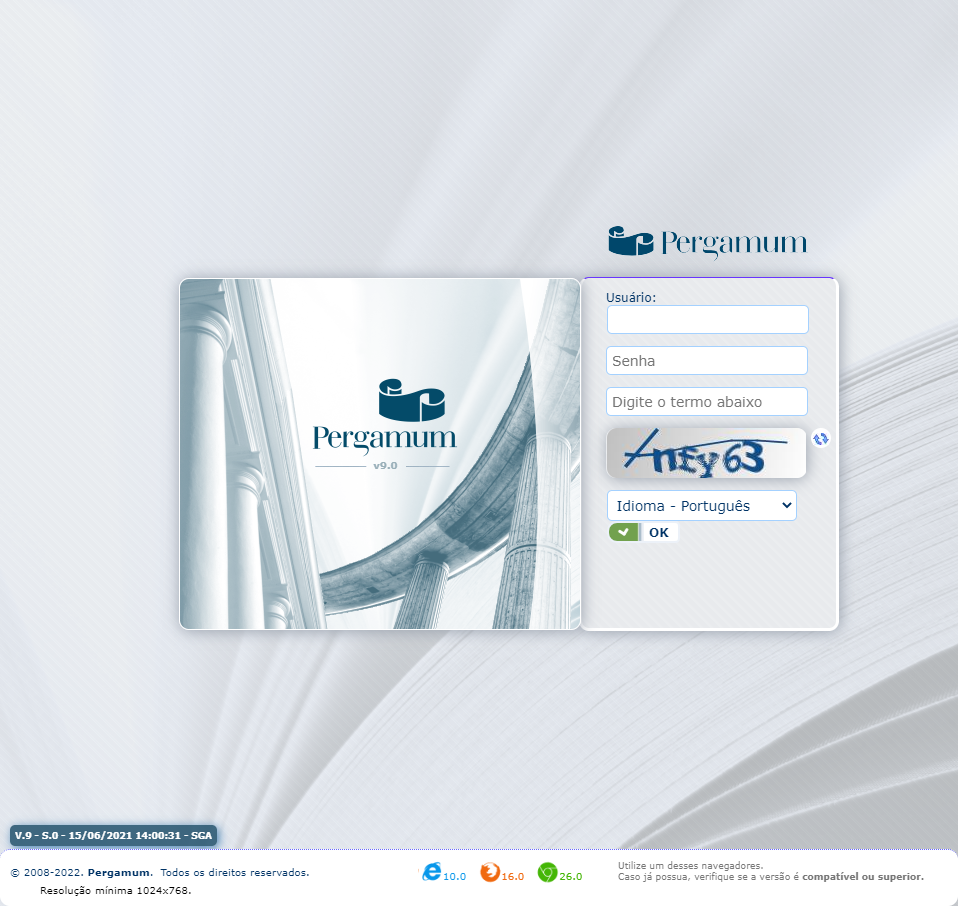 Pergamum
Usuário:
Senha
Digite o termo abaixo
Pergamum
v9.0
Idioma - Português
OK
V.9 - S.0 - 15/06/2021 14:00:31 - SGA
© 2008-2022. Pergamum. Todos os direitos reservados.
Resolução mínima 1024x768.
10.0 16.0 26.0
Utilize um desses navegadores.
Caso já possua, verifique se a versão é compatível ou superior.